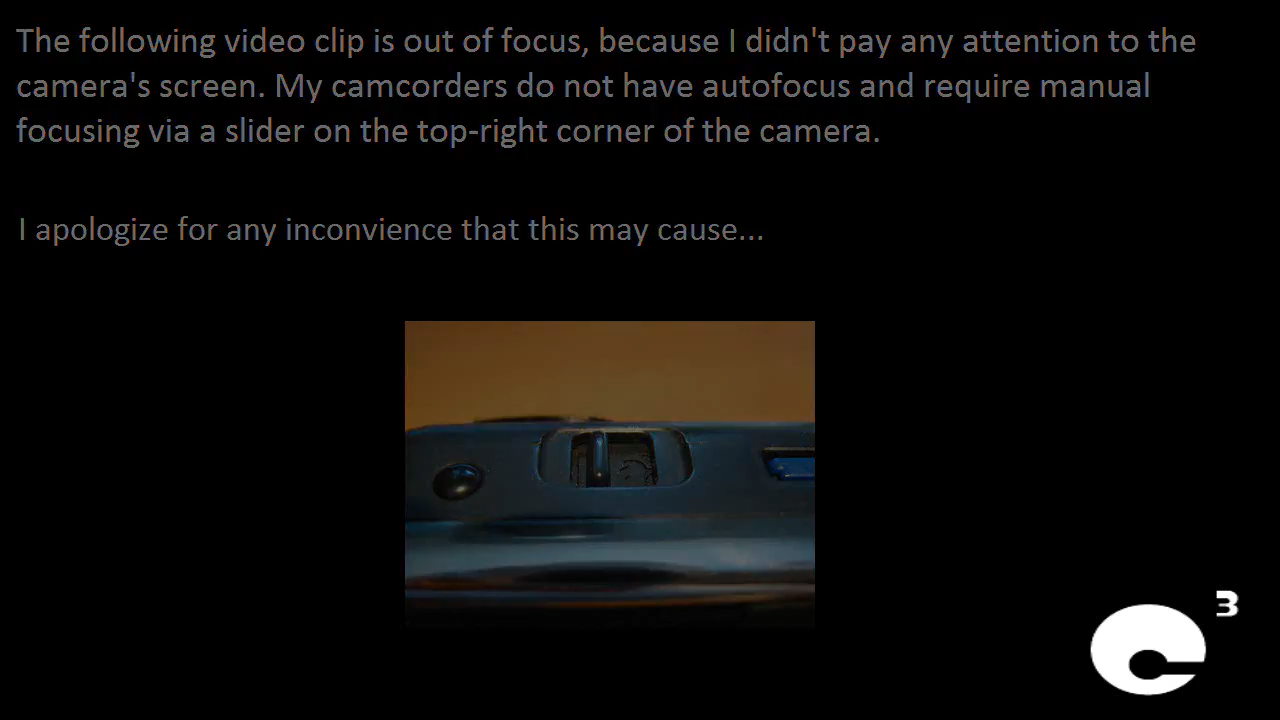 The following video clip is out of focus, because I didn't pay any attention to the
camera's screen. My camcorders do not have autofocus and require manual
focusing via a slider on the top-right corner of the camera.
I apologize for any inconvience that this may cause...
e 3